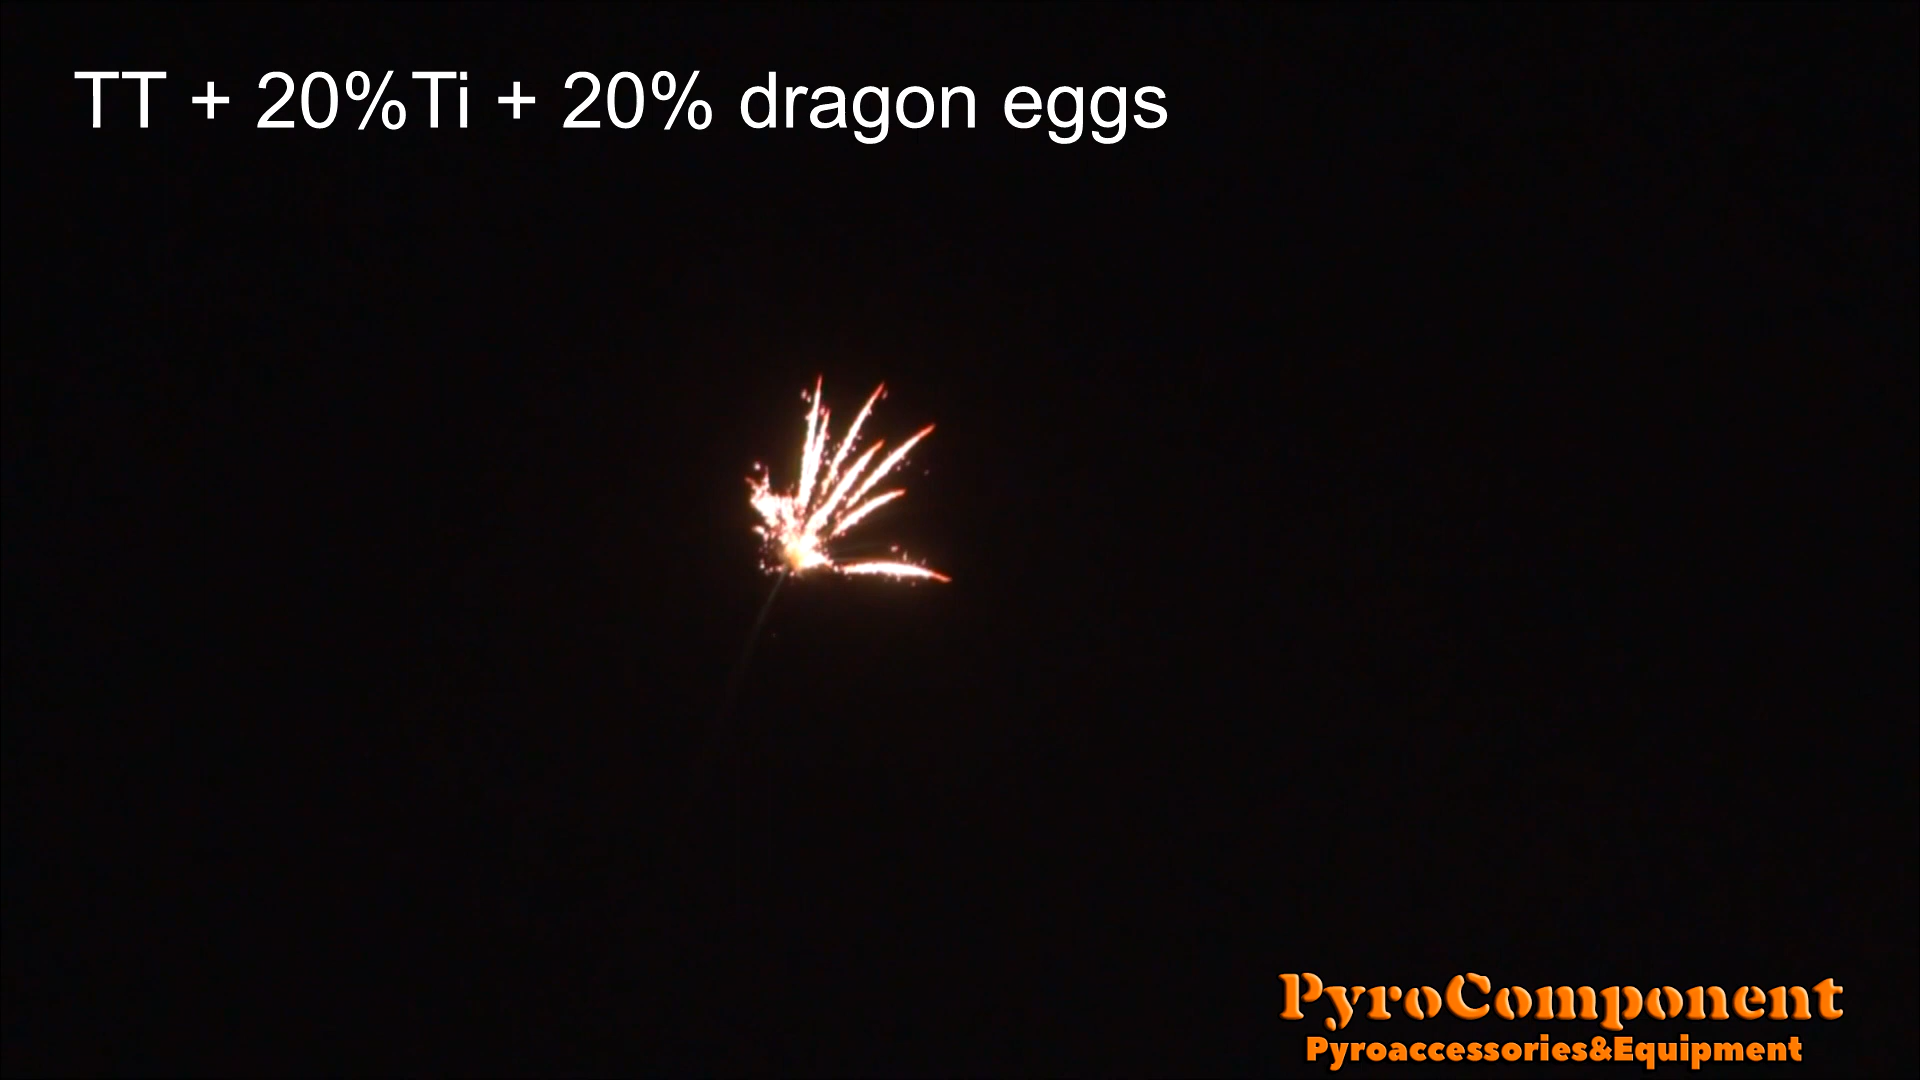 TT + 20%Ti + 20% dragon eggs
PyroComponent
Pyroaccessories&Equipment